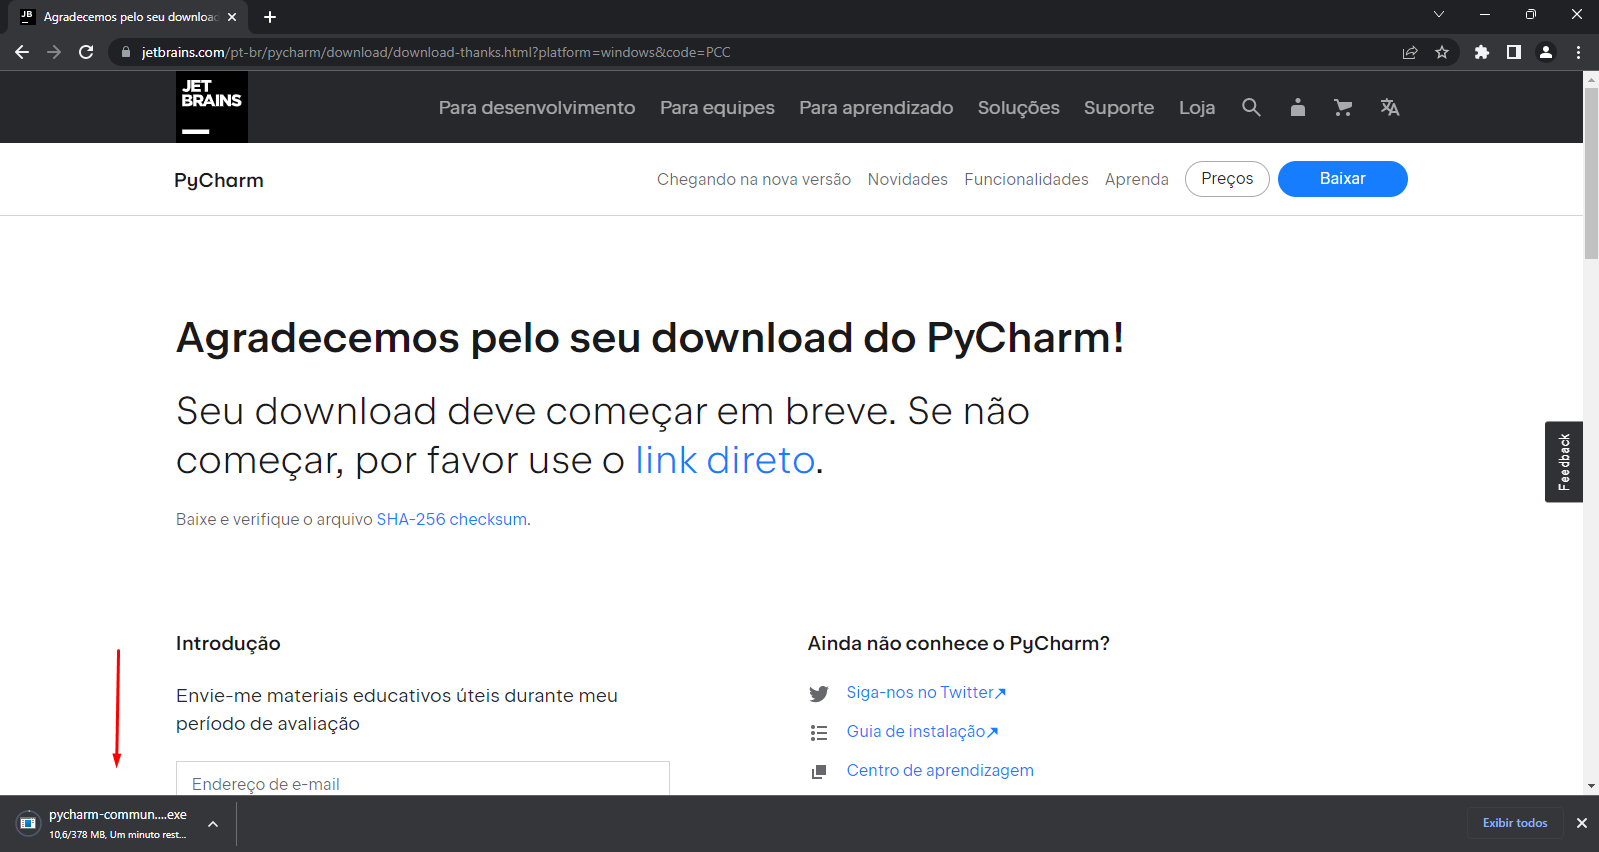 JB Agradecemos pelo seu download
jetbrains.com/pt-br/pycharm/download/download-thanks.html?platform=windows&code=PCC
JET
BRAINS
Para desenvolvimento Para equipes Para aprendizado Soluções Suporte Loja
PyCharm
Chegando na nova versão Novidades Funcionalidades Aprenda Preços Baixar
Agradecemos pelo seu download do PyCharm!
Seu download deve começar em breve. Se não
começar, por favor use o link direto.
Feedback
Baixe e verifique o arquivo SHA-256 checksum.
Introdução
Envie-me materiais educativos úteis durante meu
período de avaliação
Endereço de e-mail
Ainda não conhece o PyCharm?
Siga-nos no Twitter
Guia de instalação
Centro de aprendizagem
pycharm-commun....exe
10,6/378 MB, Um minuto rest...
Exibir todos